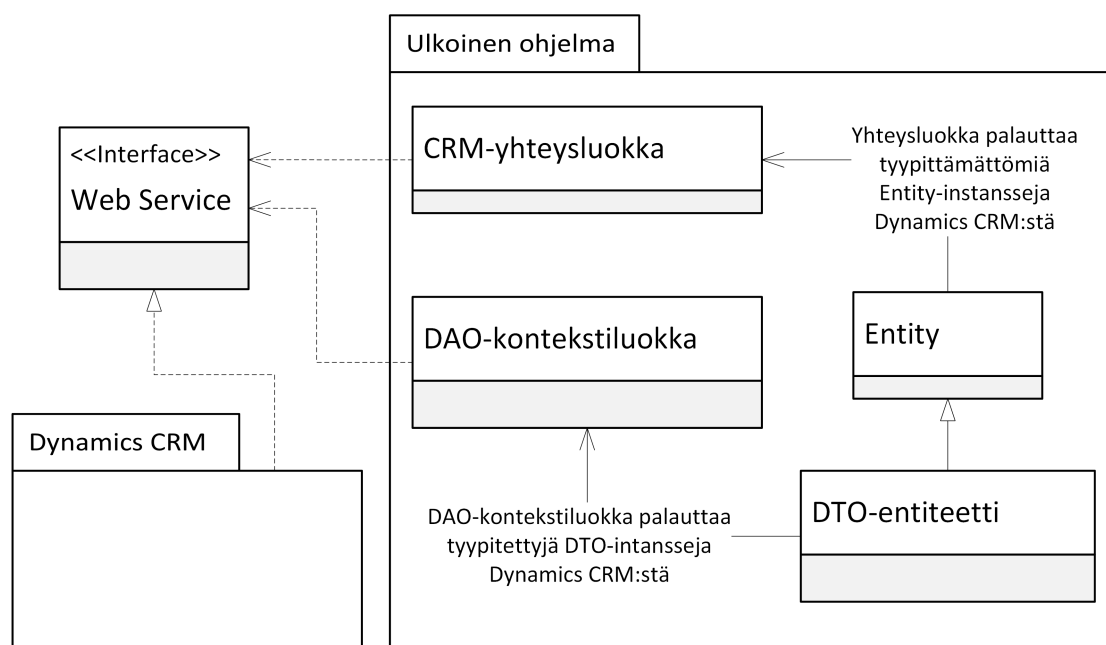 Ulkoinen ohjelma
<<Interface>>
Web Service
CRM-yhteysluokka
Yhteysluokka palauttaa
tyypittämättömiä
Entity-instansseja
Dynamics CRM:stä
DAO-kontekstiluokka
Entity
Dynamics CRM
DAO-kontekstiluokka palauttaa
tyypitettyjä DTO-intansseja
Dynamics CRM:stä
DTO-entiteetti